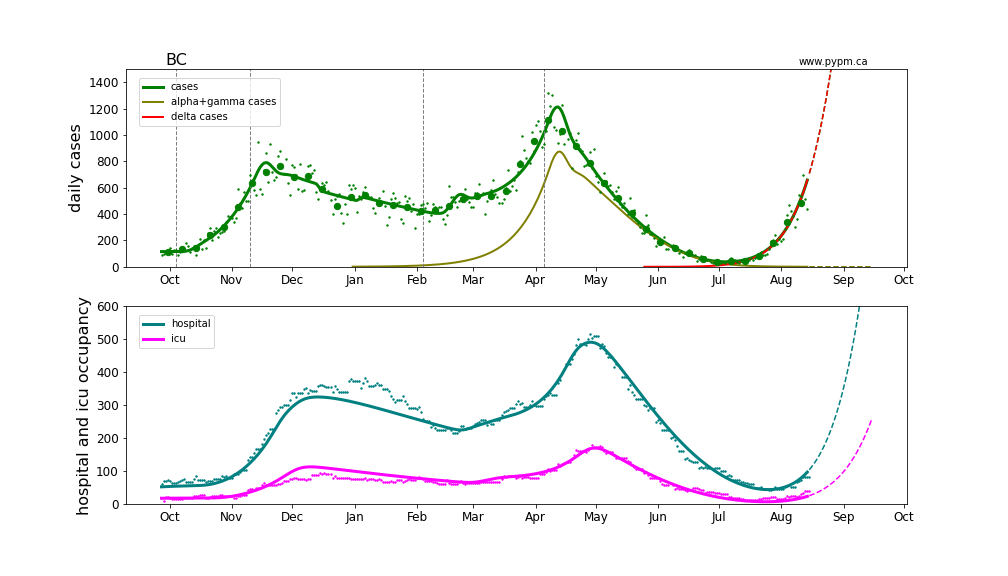 BC
www.pypm.ca
daily cases
1400
1200
1000
800
600
400
200
0
cases
alpha+gamma cases
delta cases
Oct Nov Dec Jan Feb Mar Apr May Jun Jul Aug Sep Oct
hospital and icu occupancy
600
500
400
300
200
100
0
hospital
icu
Oct Nov Dec Jan Feb Mar Apr May Jun Jul Aug Sep Oct